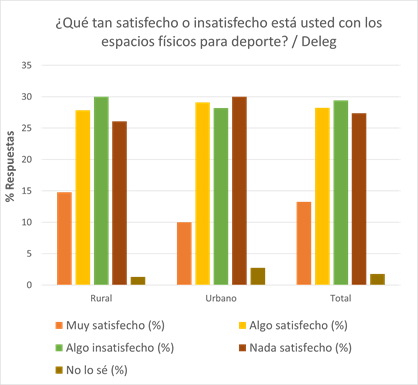 ¿Qué tan satisfecho o insatisfecho está usted con los
espacios físicos para deporte? / Deleg
35
30
25
20
15
10
5
0
% Respuestas
Rural Urbano Total
Muy satisfecho (%) Algo satisfecho (%)
Algo insatisfecho (%) Nada satisfecho (%)
No lo sé (%)